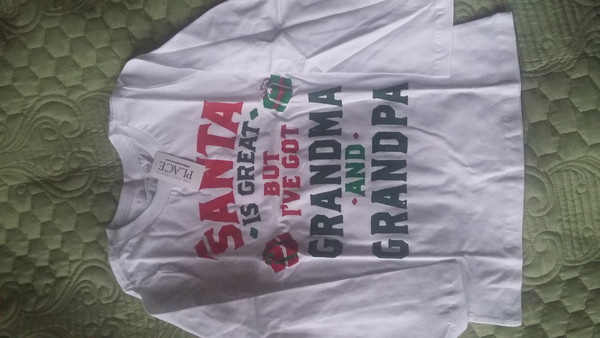 SANTA
IS GREAT
BUT
I'VE GOT
GRANDMA
AND
GRANDPA
PLACE